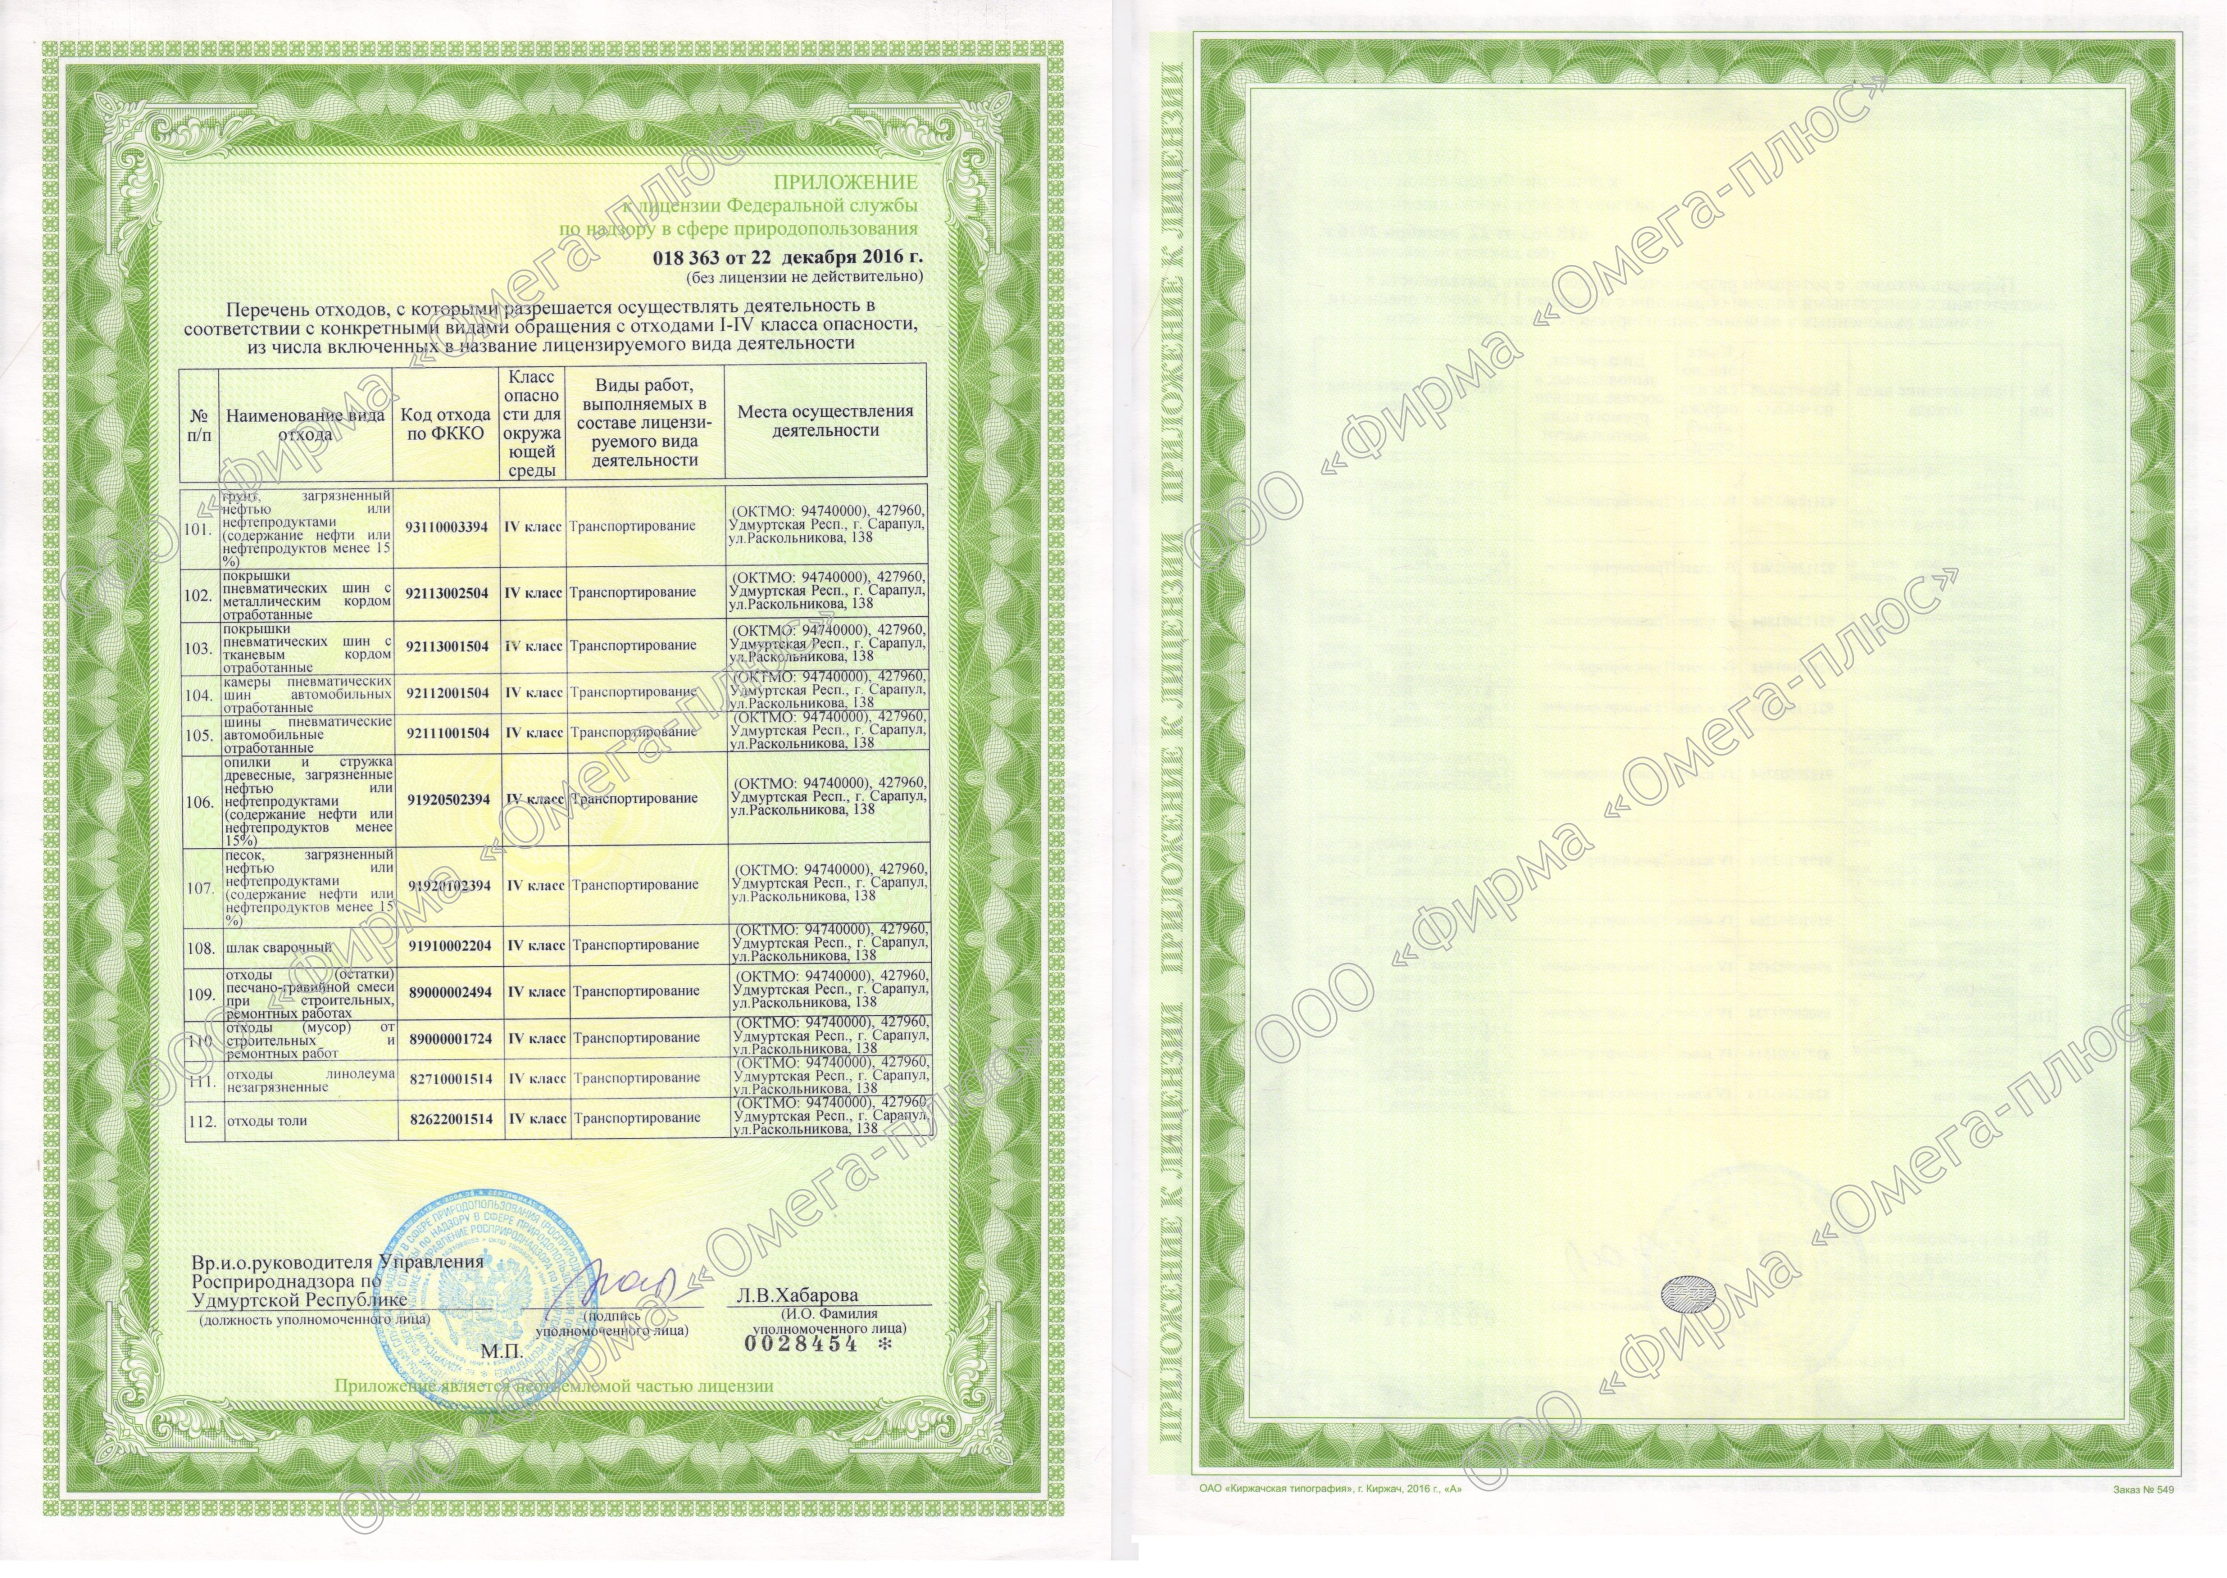 ПРИЛОЖЕНИЕ
к лицензии Федеральной службы
по надзору в сфере природопользования
018 363 от 22 декабря 2016 г.
(без лицензии не действительно)
Перечень отходов, с которыми разрешается осуществлять деятельность в
соответствии с конкретными видами обращения с отходами I-IV класса опасности,
из числа включенных в название лицензируемого вида деятельности
№ п/п
Наименование вида
отхода
Код отхода
по ФККО
Класс
опасно
сти для
окружа
ющей
среды
Виды работ,
выполняемых в
составе лицензи-
руемого вида
деятельности
Места осуществления
деятельности
101.
грунт, загрязненный
нефтью или
нефтепродуктами
(содержание нефти или
нефтепродуктов менее 15
%)
93110003394
IV класс
Транспортирование
(ОКТМО: 94740000), 427960,
Удмуртская Респ., г. Сарапул,
ул.Раскольникова, 138
102.
покрышки
пневматических шин с
металлическим кордом
отработанные
92113002504
IV класс
Транспортирование
(ОКТМО: 94740000), 427960,
Удмуртская Респ., г. Сарапул,
ул.Раскольникова, 138
103.
покрышки
пневматических шин с
тканевым кордом
отработанные
92113001504
IV класс
Транспортирование
(ОКТМО: 94740000), 427960,
Удмуртская Респ., г. Сарапул,
ул.Раскольникова, 138
104.
камеры пневматических
шин автомобильных
отработанные
92112001504
IV класс
Транспортирование
(ОКТМО: 94740000), 427960,
Удмуртская Респ., г. Сарапул,
ул.Раскольникова, 138
105.
шины пневматические
автомобильные
отработанные
92111001504
IV класс
Транспортирование
(ОКТМО: 94740000), 427960,
Удмуртская Респ., г. Сарапул,
ул.Раскольникова, 138
106.
опилки и стружка
древесные, загрязненные
нефтью или
нефтепродуктами
(содержание нефти или
нефтепродуктов менее
15%)
91920502394
IV класс
Транспортирование
(ОКТМО: 94740000), 427960,
Удмуртская Респ., г. Сарапул,
ул.Раскольникова, 138
107.
песок, загрязненный
нефтью или
нефтепродуктами
(содержание нефти или
нефтепродуктов менее 15
%)
91920102394
IV класс
Транспортирование
(ОКТМО: 94740000), 427960,
Удмуртская Респ., г. Сарапул,
ул.Раскольникова, 138
108.
шлак сварочный
91910002204
IV класс
Транспортирование
(ОКТМО: 94740000), 427960,
Удмуртская Респ., г. Сарапул,
ул.Раскольникова, 138
109.
отходы (остатки)
песчано-гравийной смеси
при строительных,
ремонтных работах
89000002494
IV класс
Транспортирование
(ОКТМО: 94740000), 427960,
Удмуртская Респ., г. Сарапул,
ул.Раскольникова, 138
110.
отходы (мусор) от
строительных и
ремонтных работ
89000001724
IV класс
Транспортирование
(ОКТМО: 94740000), 427960,
Удмуртская Респ., г. Сарапул,
ул.Раскольникова, 138
111.
отходы линолеума
незагрязненные
82710001514
IV класс
Транспортирование
(ОКТМО: 94740000), 427960,
Удмуртская Респ., г. Сарапул,
ул.Раскольникова, 138
112.
отходы толи
82622001514
IV класс
Транспортирование
(ОКТМО: 94740000), 427960,
Удмуртская Респ., г. Сарапул,
ул.Раскольникова, 138
Вр.и.о.руководителя Управления
Росприроднадзора по
Удмуртской Республике
(должность уполномоченного лица)
(подпись
уполномоченного лица)
Л.В.Хабарова
(И.О. Фамилия
уполномоченного лица)
0028454 *
М.П.
Приложение является неотъемлемой частью лицензии
ООО «Фирма «Омега-плюс»
ООО «Фирма «Омега-плюс»
ООО «Фирма «Омега-плюс»
ПРИЛОЖЕНИЕ К ЛИЦЕНЗИИ ПРИЛОЖЕНИЕ К ЛИЦЕНЗИИ ПРИЛОЖЕНИЕ К ЛИЦЕНЗИИ
ООО «Фирма «Омега-плюс»
ООО «Фирма «Омега-плюс»
ООО «Фирма «Омега-плюс»
ОАО «Киржачская типография», г. Киржач, 2016 г., «А»
Заказ № 549